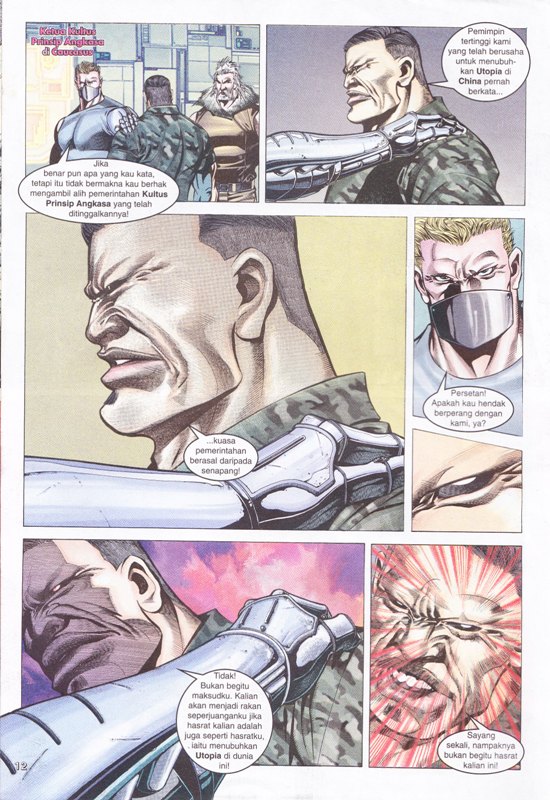 Ketua Kultus
Prinsip Angkasa
di Caucasus
Jika
benar pun apa yang kau kata,
tetapi itu tidak bermakna kau berhak
mengambil alih pemerintahan Kultus
Prinsip Angkasa yang telah
ditinggalkannya!
Pemimpin
tertinggi kami
yang telah berusaha
untuk menubuh-
kan Utopia di
China pernah
berkata...
...kuasa
pemerintahan
berasal daripada
senapang!
Persetan!
Apakah kau hendak
berperang dengan
kami, ya?
Tidak!
Bukan begitu
maksudku. Kalian
akan menjadi rakan
seperjuanganku jika
hasrat kalian adalah
juga seperti hasratku,
iaitu menubuhkan
Utopia di dunia
ini!
Sayang
sekali, nampaknya
bukan begitu hasrat
kalian ini!
12